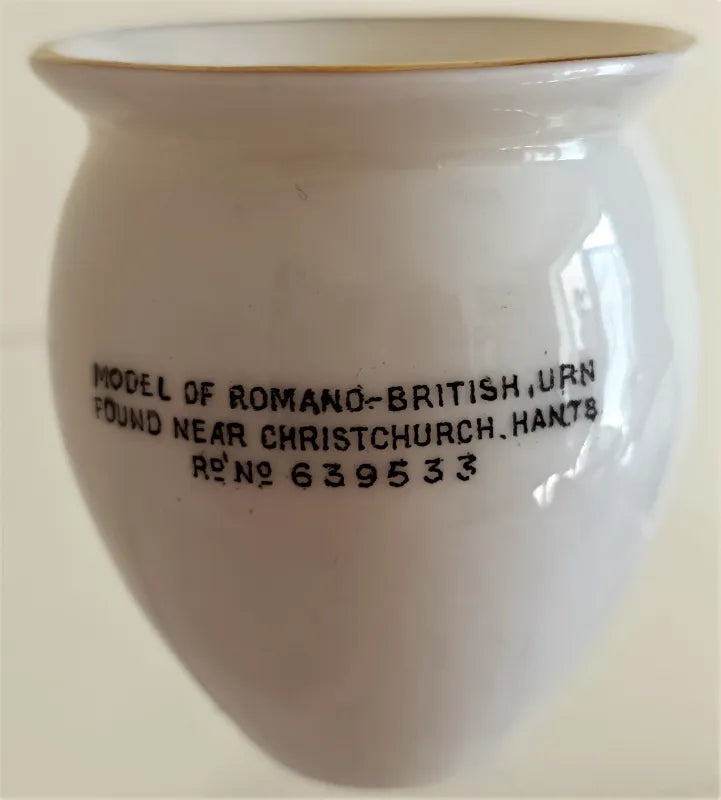 MODEL OF ROMANO-BRITISH, URN
FOUND NEAR CHRISTCHURCH. HANTS
Rd No 639533